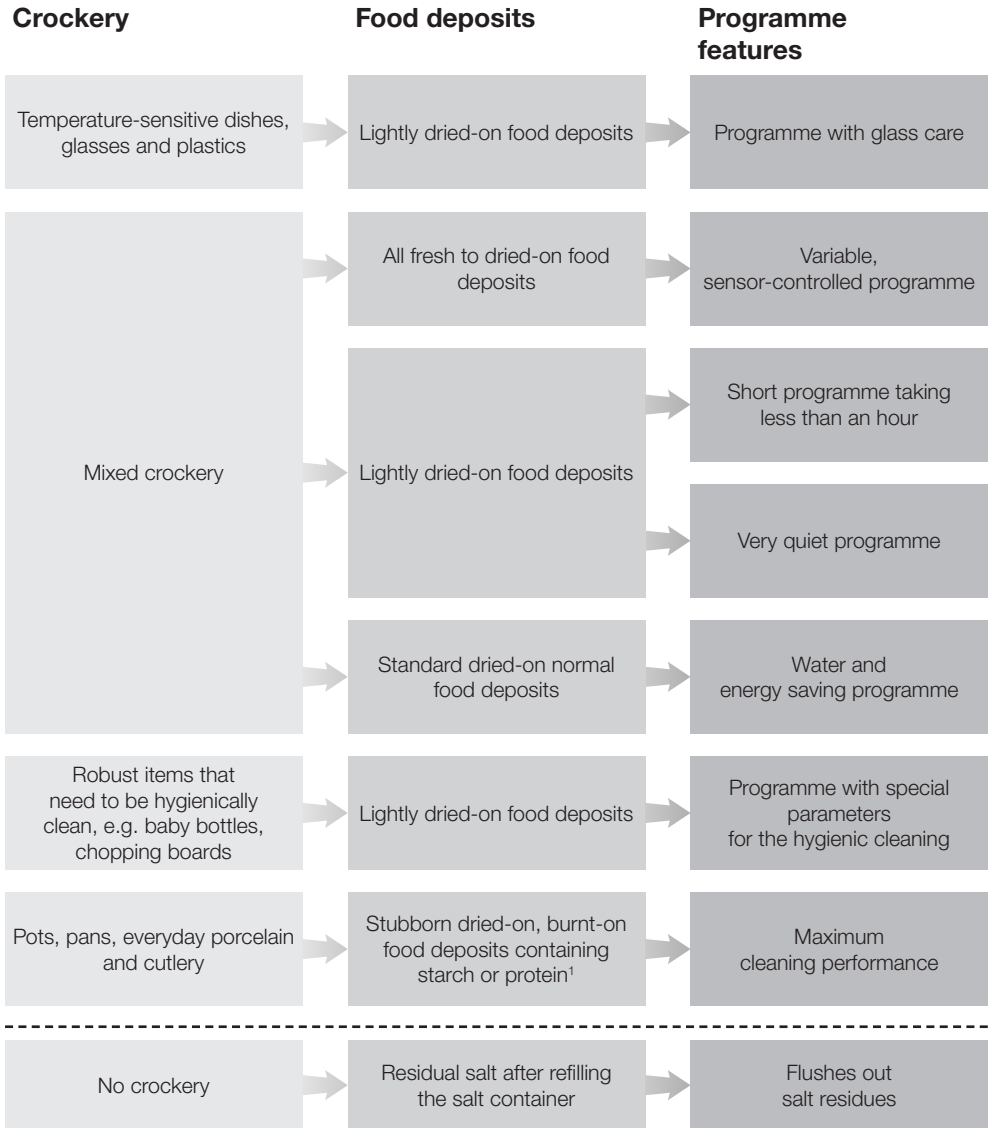 Crockery
Food deposits
Programme
features
Temperature-sensitive dishes,
glasses and plastics
Lightly dried-on food deposits
Programme with glass care
Mixed crockery
All fresh to dried-on food
deposits
Variable,
sensor-controlled programme
Lightly dried-on food deposits
Short programme taking
less than an hour
Very quiet programme
Standard dried-on normal
food deposits
Water and
energy saving programme
Robust items that
need to be hygienically
clean, e.g. baby bottles,
chopping boards
Lightly dried-on food deposits
Programme with special
parameters
for the hygienic cleaning
Pots, pans, everyday porcelain
and cutlery
Stubborn dried-on, burnt-on
food deposits containing
starch or protein¹
Maximum
cleaning performance
No crockery
Residual salt after refilling
the salt container
Flushes out
salt residues